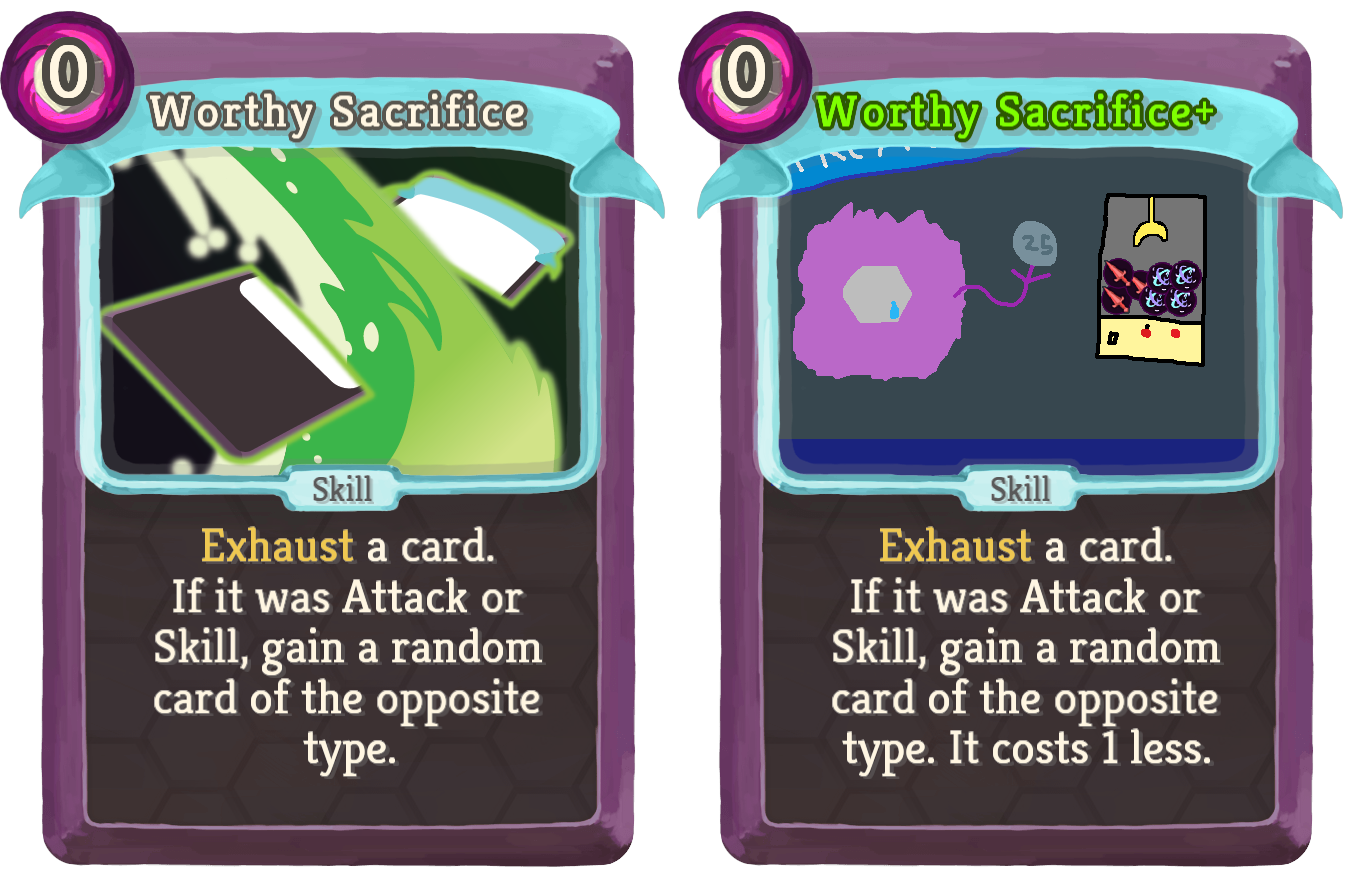 0
Worthy Sacrifice
Skill
Exhaust a card.
If it was Attack or
Skill, gain a random
card of the opposite
type.
0
Worthy Sacrifice+
25
Skill
Exhaust a card.
If it was Attack or
Skill, gain a random
card of the opposite
type. It costs 1 less.